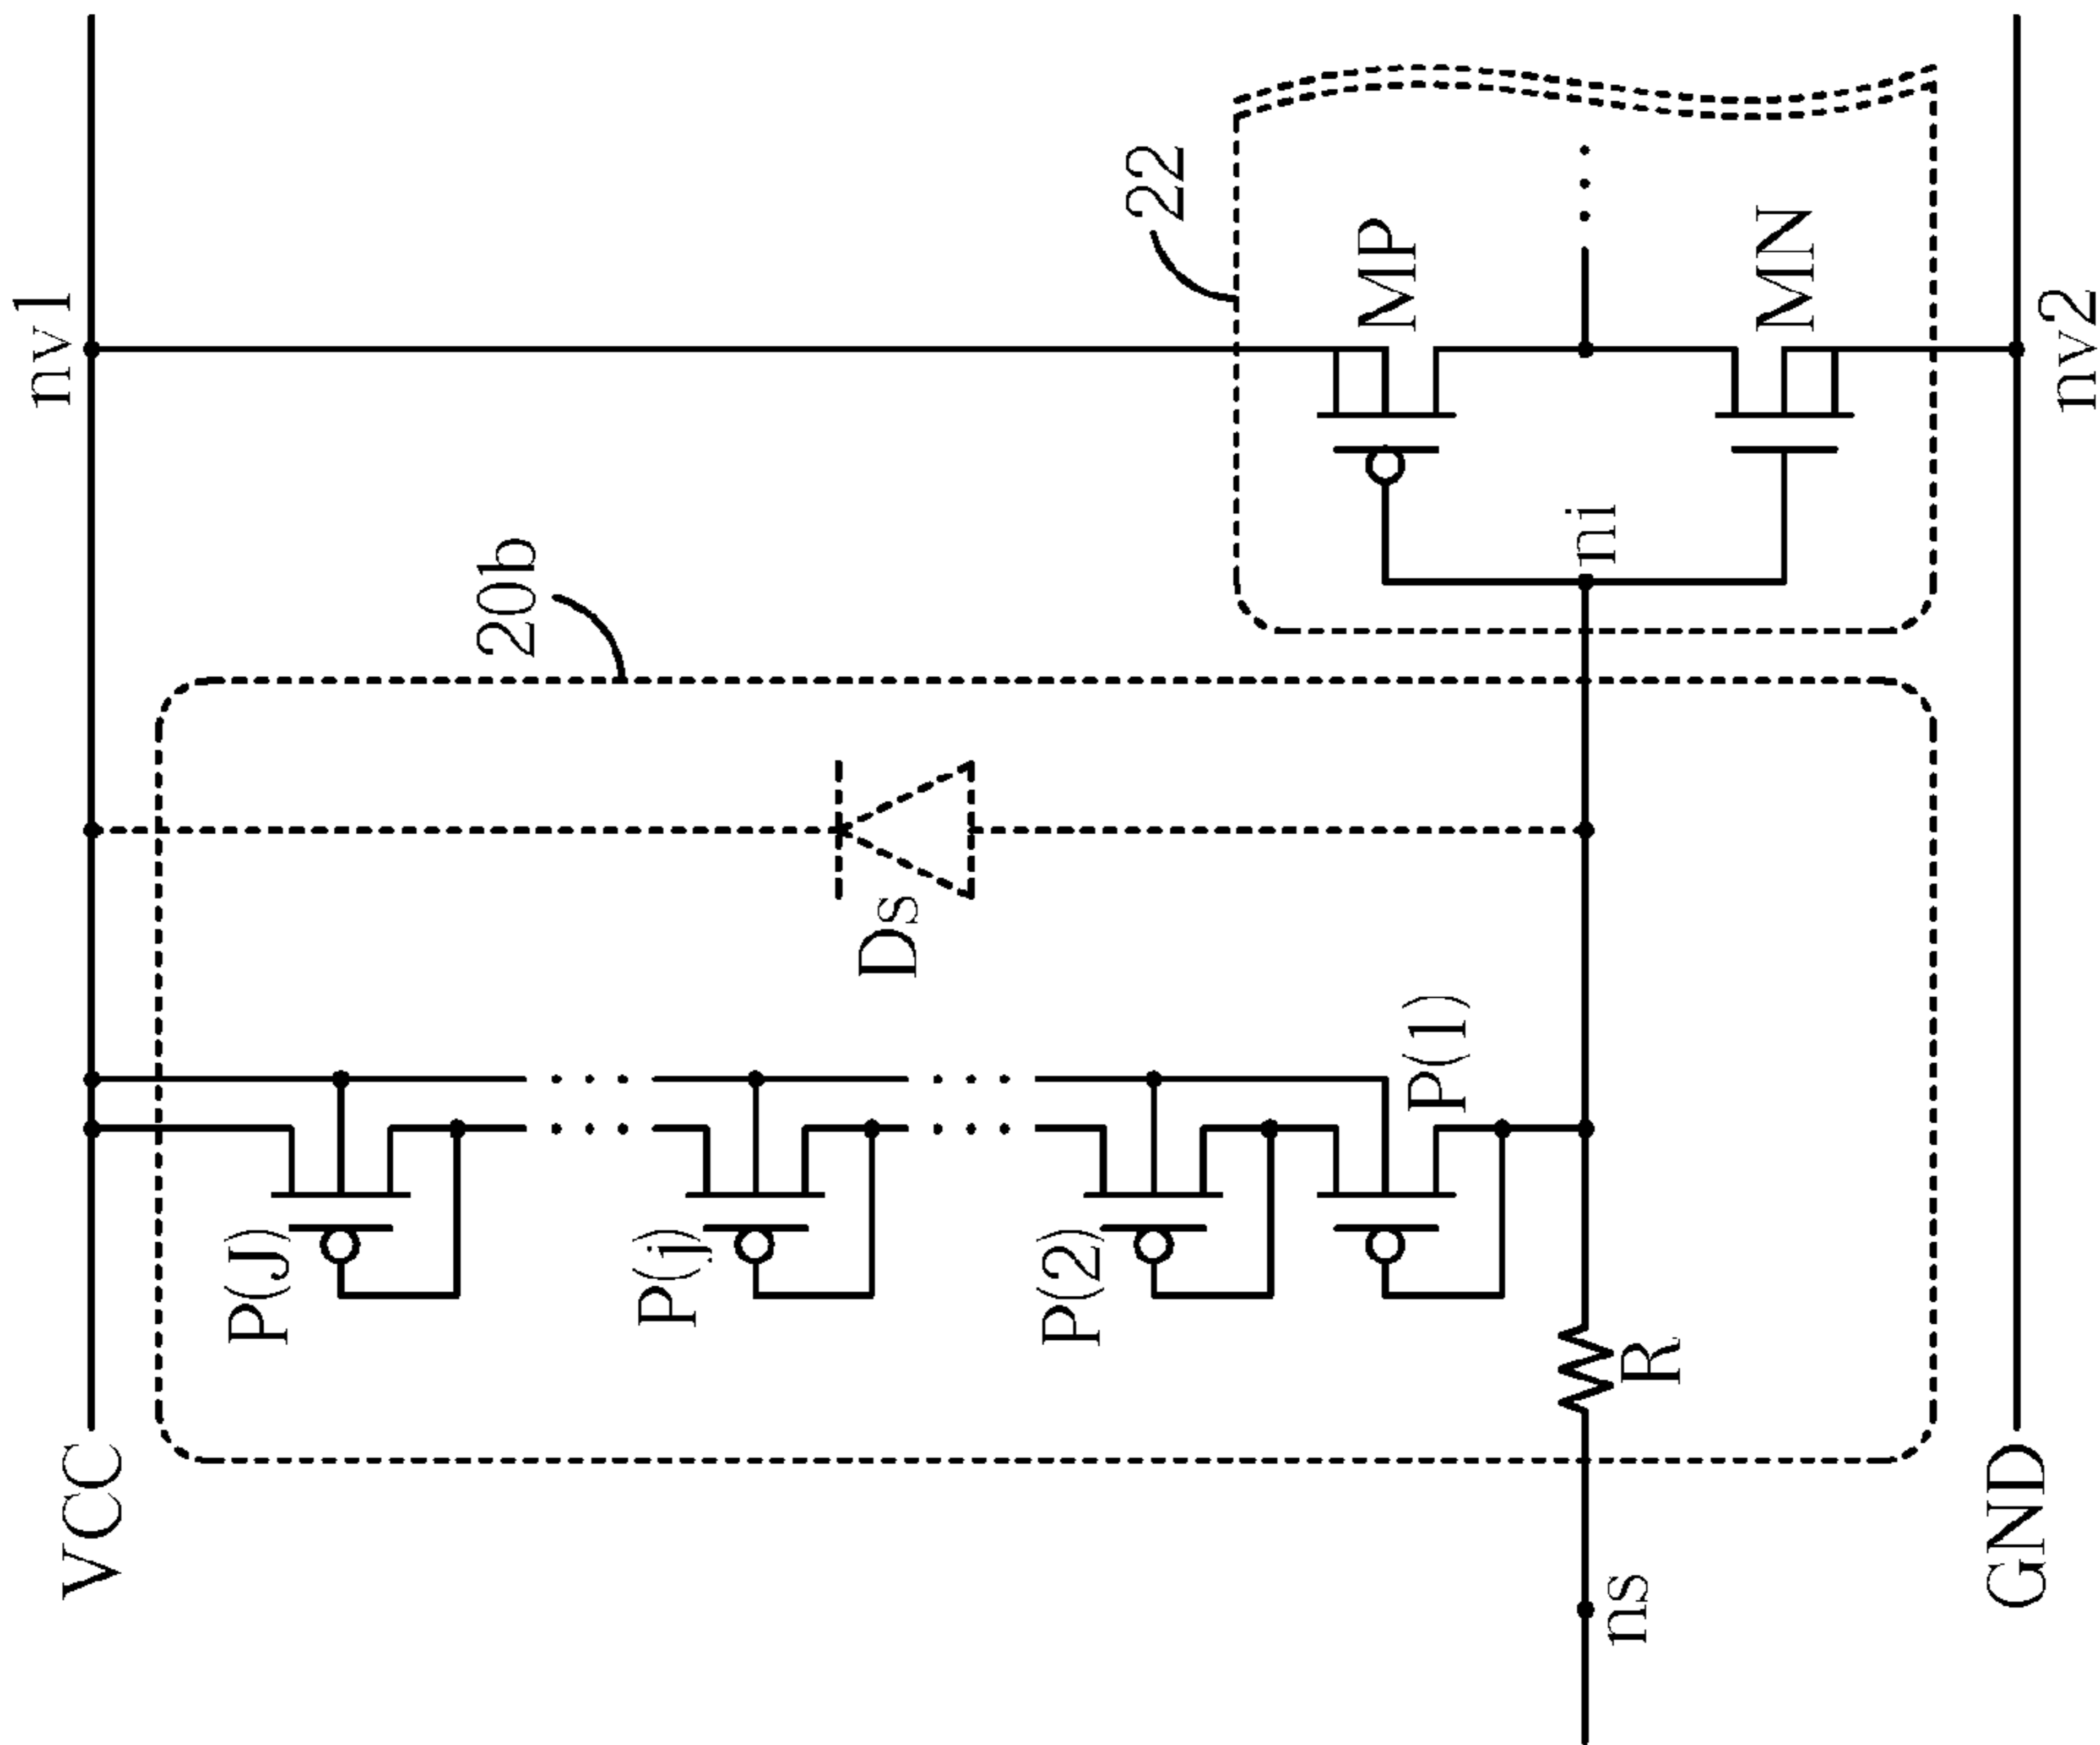 nv1
VCC
20b
22
P(J)
P(j)
P(2)
P(1)
Ds
MP
MN
ni
R
ns
GND
nv2